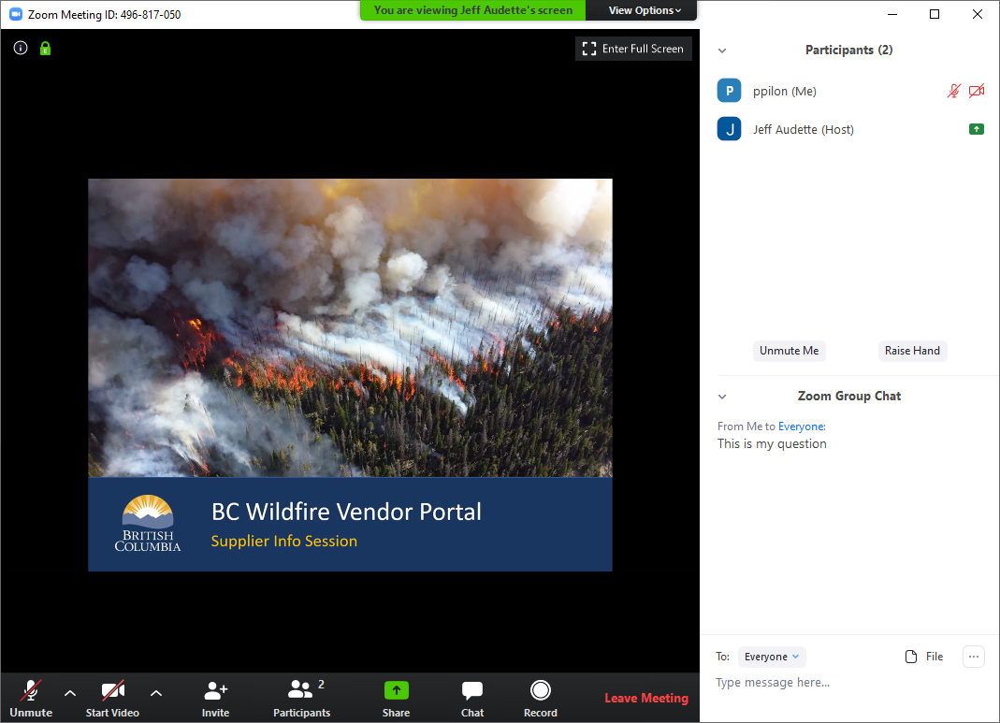 Zoom Meeting ID: 496-817-050
You are viewing Jeff Audette's screen
View Options
Enter Full Screen
E
BC Wildfire Vendor Portal
Supplier Info Session
BRITISH
COLUMBIA
Unmute
Start Video
Invite
2
Participants
Share
Chat
Record
Leave Meeting
Participants (2)
P
ppilon (Me)
J
Jeff Audette (Host)
Unmute Me
Raise Hand
Zoom Group Chat
From Me to Everyone:
This is my question
To: Everyone
File
Type message here...